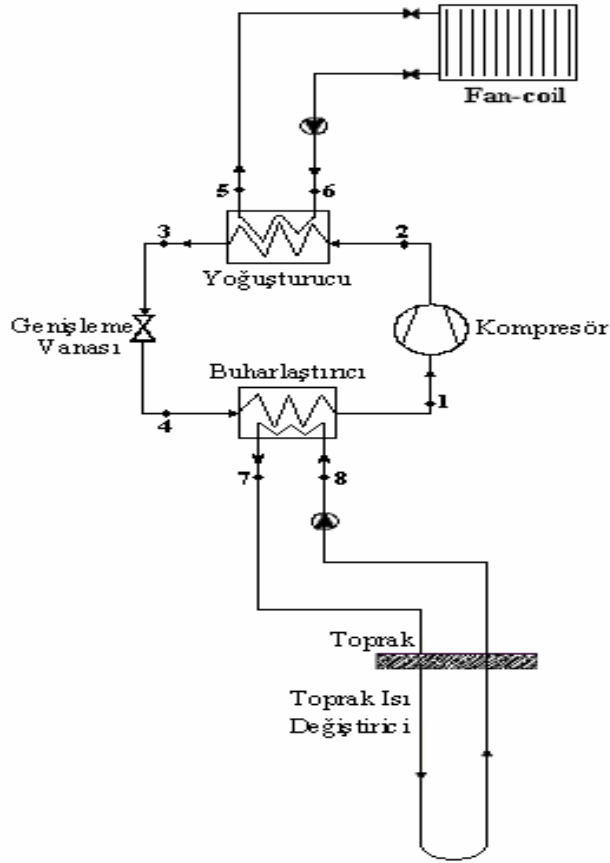 Fan-coil
5
6
3
2
Yoğuşturucu
Genişleme
Vanası
Kompresör
Buharlaştırıcı
4
1
7
8
Toprak
Toprak Isı
Değiştirici